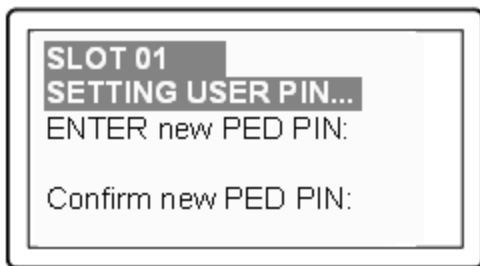 SLOT 01
SETTING USER PIN...
ENTER new PED PIN:
Confirm new PED PIN: